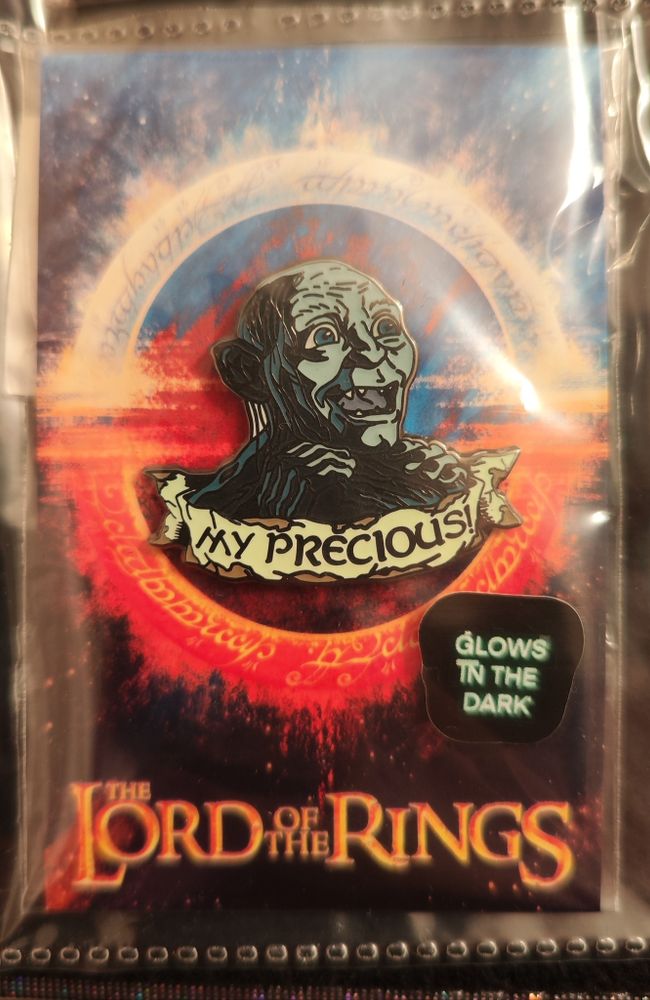 MY PRECIOUS!
GLOWS
IN THE
DARK
THE
LORD OF THE RINGS